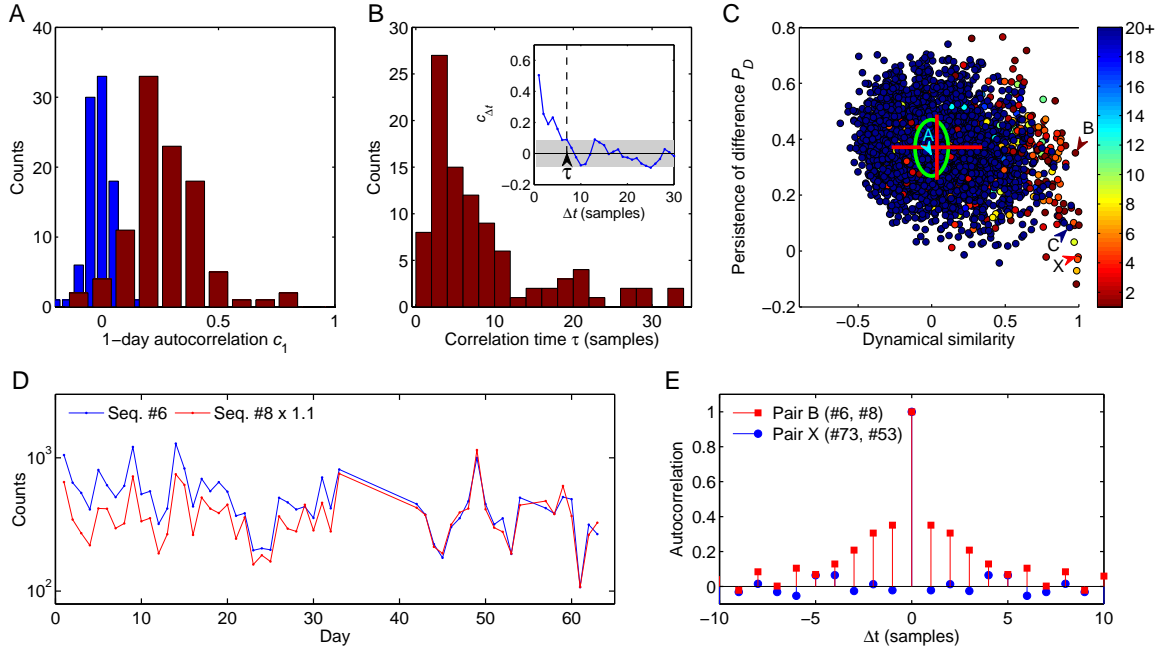 A
40
30
20
10
0
Counts
0
0.5
1
1−day autocorrelation c1
B
30
25
20
15
10
5
0
Counts
0
10
20
30
Correlation time τ (samples)
0.6
0.4
0.2
0
−0.2
cΔt
τ
0
10
20
30
Δt (samples)
C
0.8
0.6
0.4
0.2
0
−0.2
Persistence of difference PD
−0.5
0
0.5
1
Dynamical similarity
A
B
C
X
20+
18
16
14
12
10
8
6
4
2
D
Seq. #6
Seq. #8 x 1.1
10^3
10^2
Counts
0
10
20
30
40
50
60
Day
E
Pair B (#6, #8)
Pair X (#73, #53)
1
0.8
0.6
0.4
0.2
0
Autocorrelation
−10
−5
0
5
10
Δt (samples)